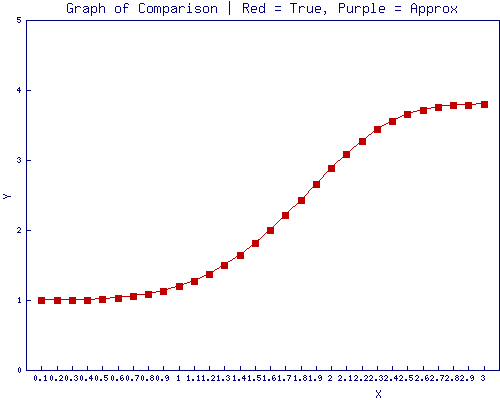 Graph of Comparison | Red = True, Purple = Approx
5
4
3
2
1
0
Y
0.10.20.30.40.50.60.70.80.9 1 1.11.21.31.41.51.61.71.81.9 2 2.12.22.32.42.52.62.72.82.9 3
X